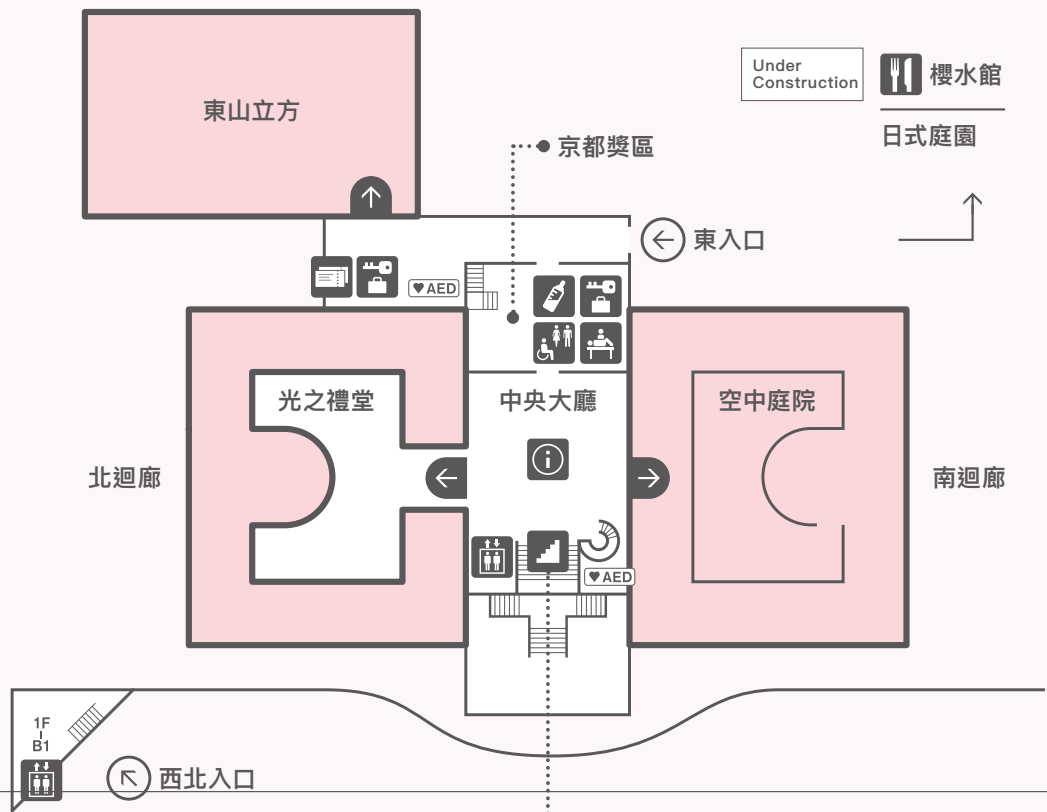 東山立方
Under
Construction
櫻水館
日式庭園
京都獎區
東入口
AED
光之禮堂
中央大廳
空中庭院
北迴廊
南迴廊
AED
1F
B1
西北入口